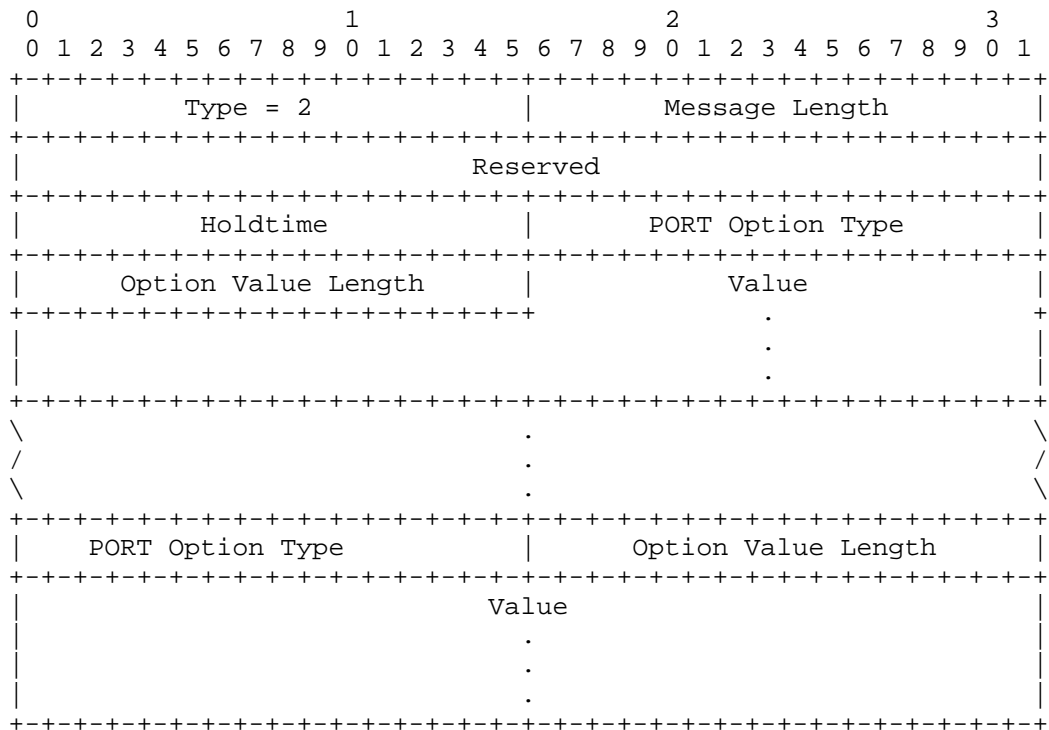 0 1 2 3
0 1 2 3 4 5 6 7 8 9 0 1 2 3 4 5 6 7 8 9 0 1 2 3 4 5 6 7 8 9 0 1
+-+-+-+-+-+-+-+-+-+-+-+-+-+-+-+-+-+-+-+-+-+-+-+-+-+-+-+-+-+-+-+-+
| Type = 2 | Message Length |
+-+-+-+-+-+-+-+-+-+-+-+-+-+-+-+-+-+-+-+-+-+-+-+-+-+-+-+-+-+-+-+-+
| Reserved |
+-+-+-+-+-+-+-+-+-+-+-+-+-+-+-+-+-+-+-+-+-+-+-+-+-+-+-+-+-+-+-+-+
| Holdtime | PORT Option Type |
+-+-+-+-+-+-+-+-+-+-+-+-+-+-+-+-+-+-+-+-+-+-+-+-+-+-+-+-+-+-+-+-+
| Option Value Length | Value |
+-+-+-+-+-+-+-+-+-+-+-+-+-+-+-+-+ . +
| . |
| . |
+-+-+-+-+-+-+-+-+-+-+-+-+-+-+-+-+-+-+-+-+-+-+-+-+-+-+-+-+-+-+-+-+
\ . \
/ . /
\ . \
+-+-+-+-+-+-+-+-+-+-+-+-+-+-+-+-+-+-+-+-+-+-+-+-+-+-+-+-+-+-+-+-+
| PORT Option Type | Option Value Length |
+-+-+-+-+-+-+-+-+-+-+-+-+-+-+-+-+-+-+-+-+-+-+-+-+-+-+-+-+-+-+-+-+
| Value |
| . |
| . |
| . |
+-+-+-+-+-+-+-+-+-+-+-+-+-+-+-+-+-+-+-+-+-+-+-+-+-+-+-+-+-+-+-+-+